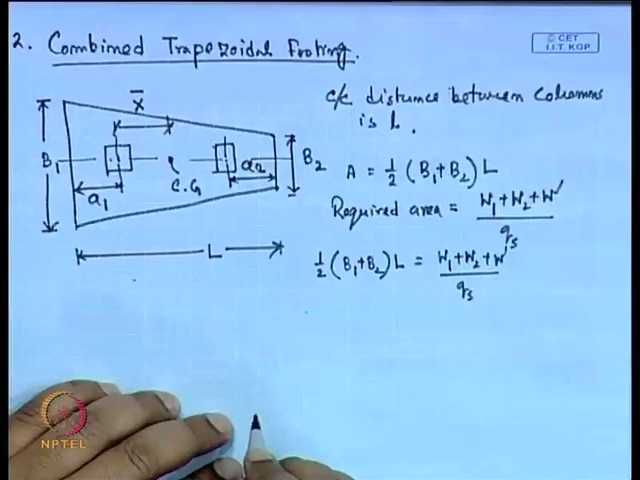 2. Combined Trapezoidal Footing.
© CET
I.I.T. KGP
c/c distance between Columns
is L.
X̄
B₁
B₂
a₁
a₂
C.G
L
A = 1/2 (B₁+B₂) L
Required area = (W₁+W₂+W′)/qₛ
1/2 (B₁+B₂) L = (W₁+W₂+W′)/qₛ
NPTEL